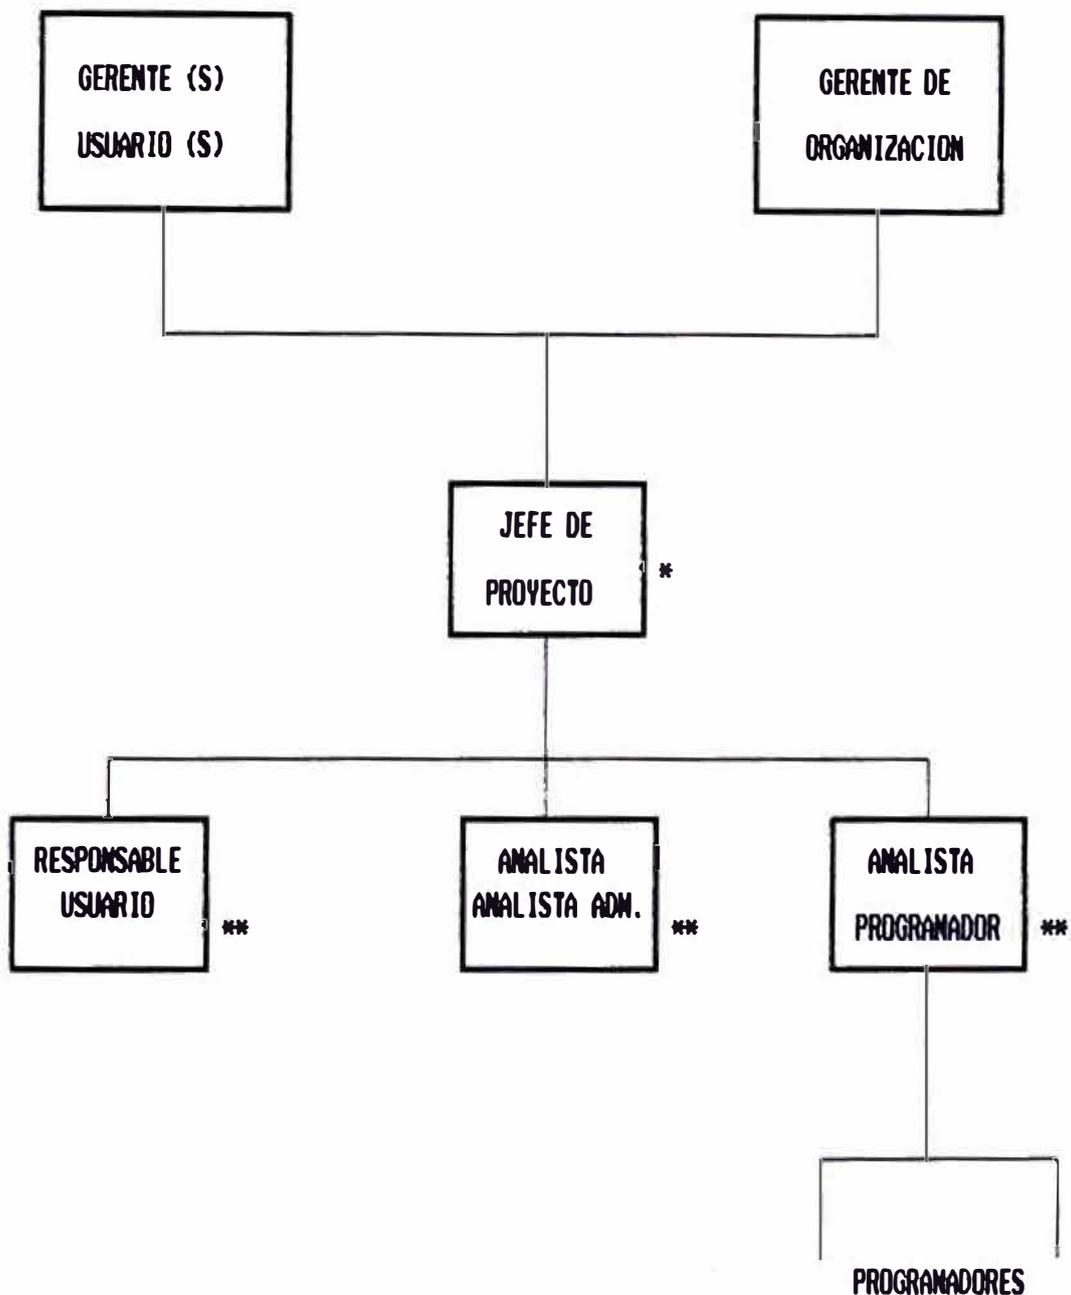 GERENTE (S)
USUARIO (S)
GERENTE DE
ORGANIZACION
JEFE DE
PROYECTO
*
RESPONSABLE
USUARIO
**
ANALISTA
ANALISTA ADM.
**
ANALISTA
PROGRAMADOR
**
PROGRAMADORES